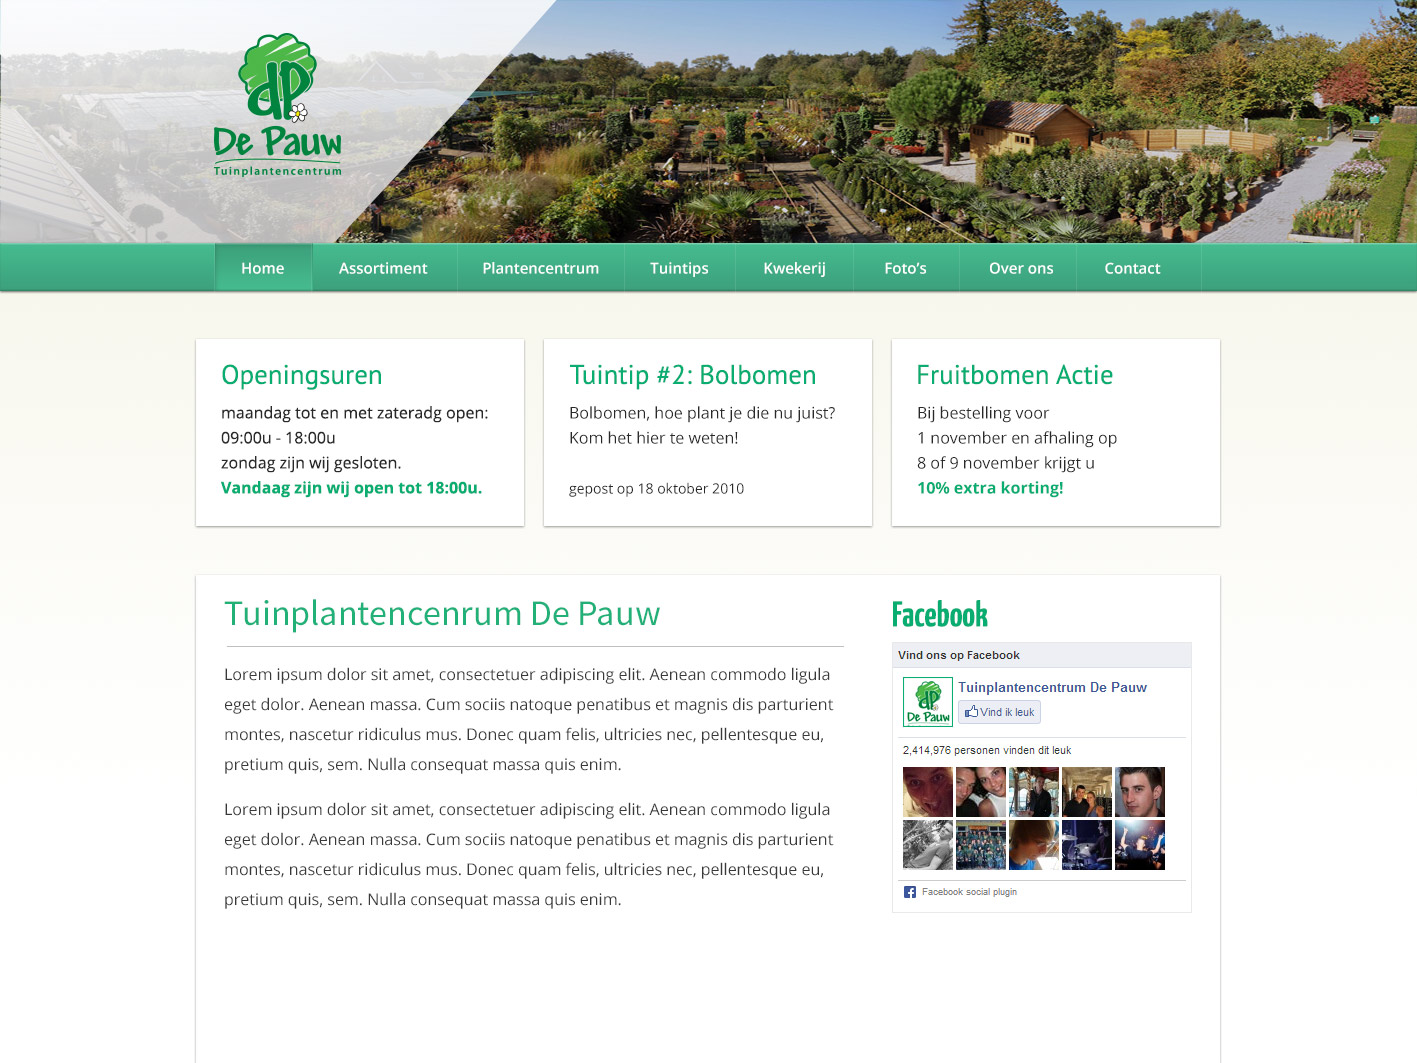 dp
De Pauw
Tuinplantencentrum
Home Assortiment Plantencentrum Tuintips Kwekerij Foto's Over ons Contact
Openingsuren
maandag tot en met zateradg open:
09:00u - 18:00u
zondag zijn wij gesloten.
Vandaag zijn wij open tot 18:00u.
Tuintip #2: Bolbomen
Bolbomen, hoe plant je die nu juist?
Kom het hier te weten!
gepost op 18 oktober 2010
Fruitbomen Actie
Bij bestelling voor
1 november en afhaling op
8 of 9 november krijgt u
10% extra korting!
Tuinplantencenrum De Pauw
Lorem ipsum dolor sit amet, consectetuer adipiscing elit. Aenean commodo ligula
eget dolor. Aenean massa. Cum sociis natoque penatibus et magnis dis parturient
montes, nascetur ridiculus mus. Donec quam felis, ultricies nec, pellentesque eu,
pretium quis, sem. Nulla consequat massa quis enim.
Lorem ipsum dolor sit amet, consectetuer adipiscing elit. Aenean commodo ligula
eget dolor. Aenean massa. Cum sociis natoque penatibus et magnis dis parturient
montes, nascetur ridiculus mus. Donec quam felis, ultricies nec, pellentesque eu,
pretium quis, sem. Nulla consequat massa quis enim.
Facebook
Vind ons op Facebook
dp
De Pauw
Tuinplantencentrum De Pauw
Vind ik leuk
2,414,976 personen vinden dit leuk
Facebook social plugin